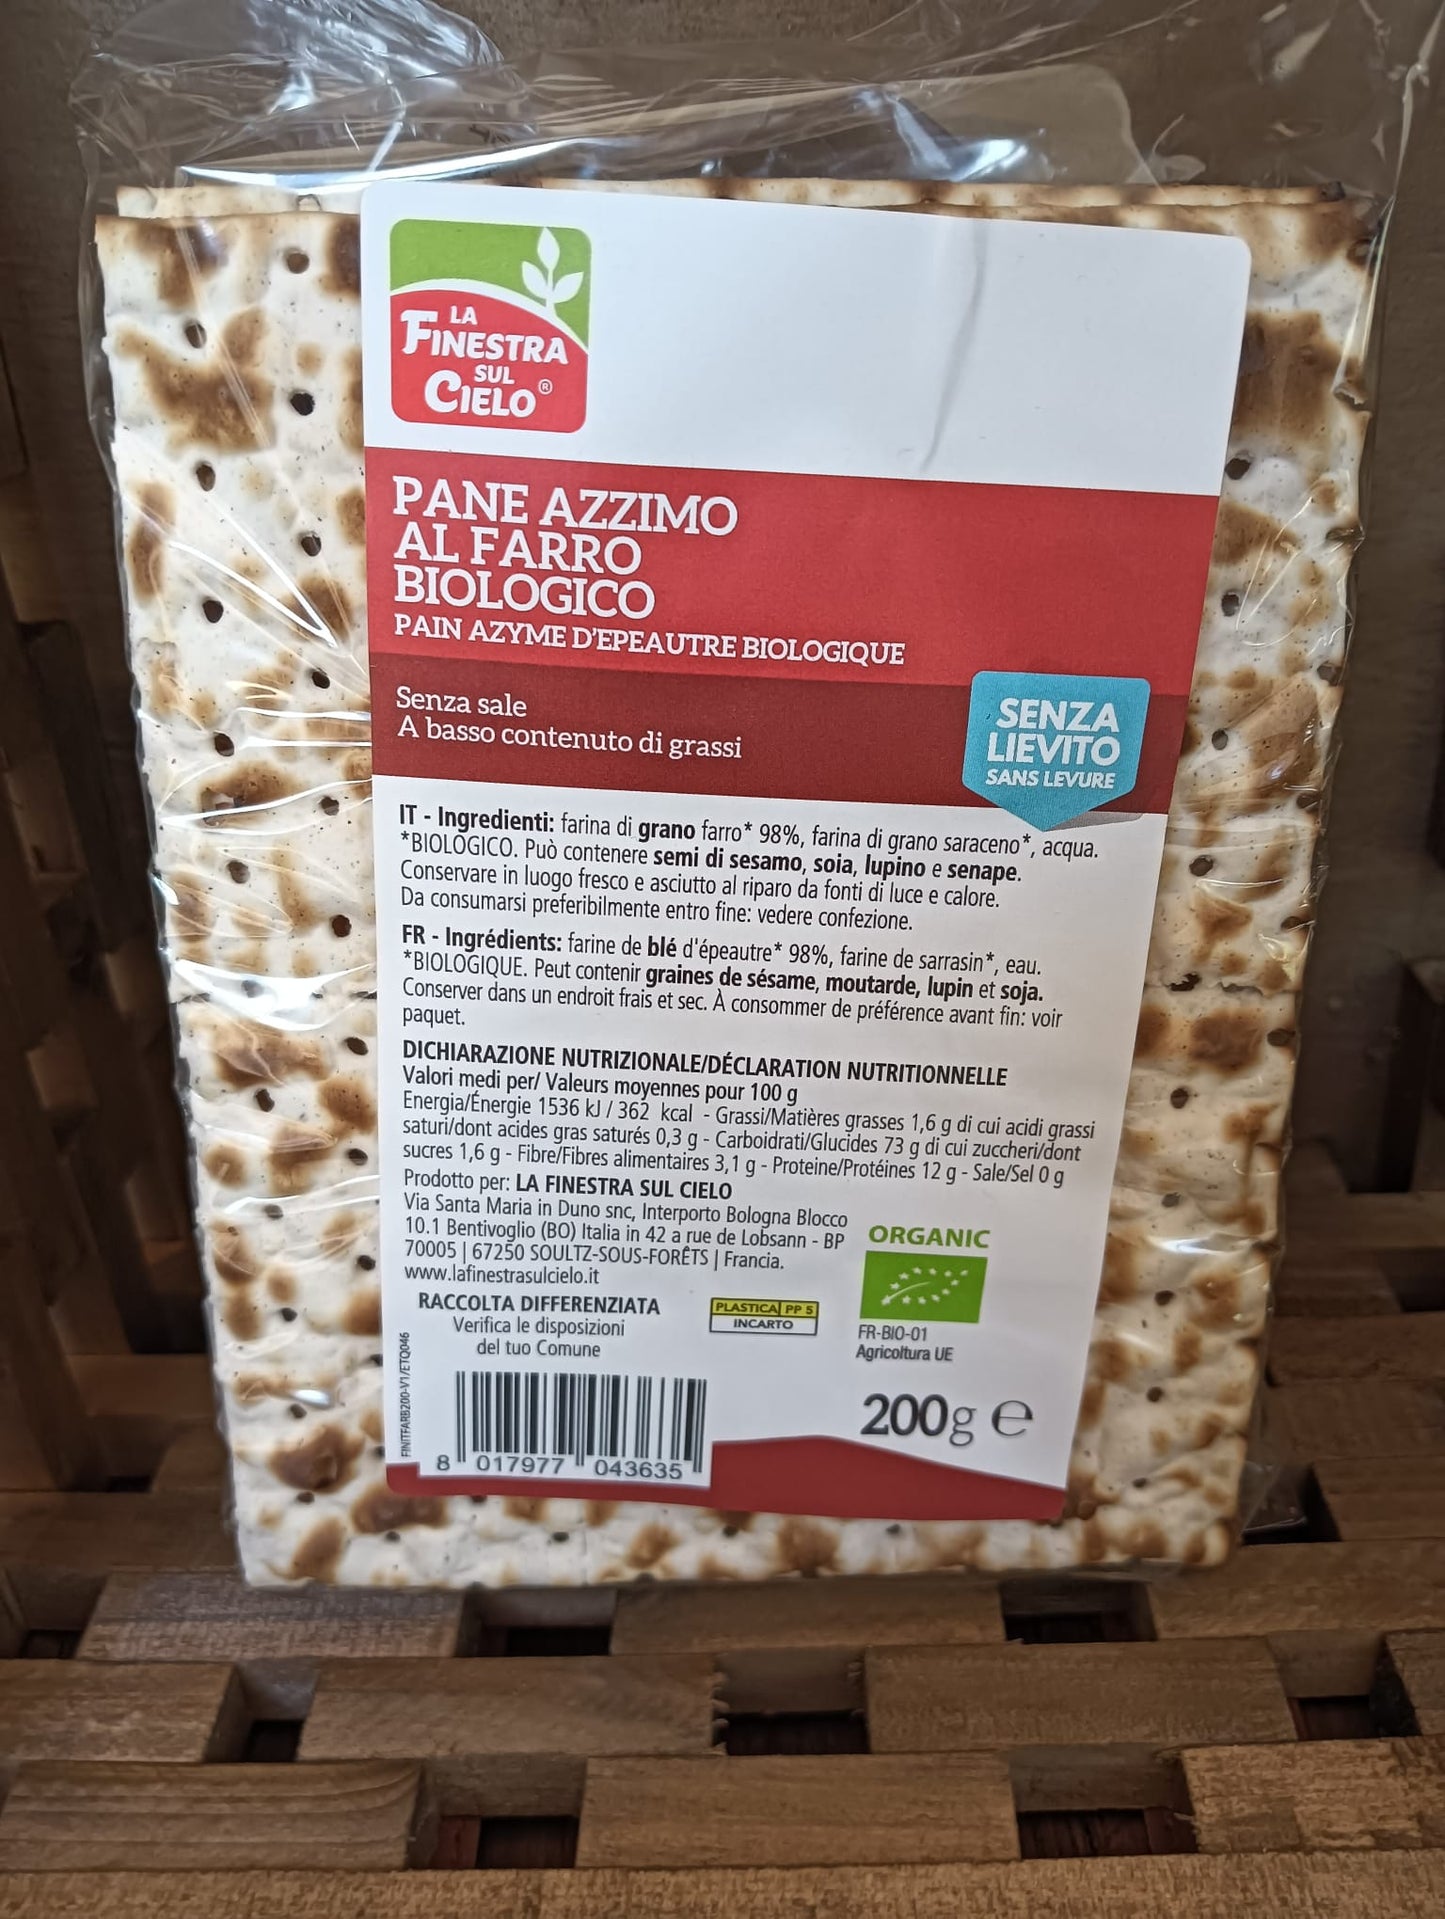 LA
FINESTRA
SUL
CIELO®
PANE AZZIMO
AL FARRO
BIOLOGICO
PAIN AZYME D'EPEAUTRE BIOLOGIQUE
Senza sale
A basso contenuto di grassi
SENZA
LIEVITO
SANS LEVURE
IT - Ingredienti: farina di grano farro* 98%, farina di grano saraceno*, acqua.
*BIOLOGICO. Può contenere semi di sesamo, soia, lupino e senape.
Conservare in luogo fresco e asciutto al riparo da fonti di luce e calore.
Da consumarsi preferibilmente entro fine: vedere confezione.
FR - Ingrédients: farine de blé d'épeautre* 98%, farine de sarrasin*, eau.
*BIOLOGIQUE. Peut contenir graines de sésame, moutarde, lupin et soja.
Conserver dans un endroit frais et sec. À consommer de préférence avant fin: voir
paquet.
DICHIARAZIONE NUTRIZIONALE/DÉCLARATION NUTRITIONNELLE
Valori medi per/ Valeurs moyennes pour 100 g
Energia/Énergie 1536 kJ / 362 kcal - Grassi/Matières grasses 1,6 g di cui acidi grassi
saturi/dont acides gras saturés 0,3 g - Carboidrati/Glucides 73 g di cui zuccheri/dont
sucres 1,6 g - Fibre/Fibres alimentaires 3,1 g - Proteine/Protéines 12 g - Sale/Sel 0 g
Prodotto per: LA FINESTRA SUL CIELO
Via Santa Maria in Duno snc, Interporto Bologna Blocco
10.1 Bentivoglio (BO) Italia in 42 a rue de Lobsann - BP
70005 | 67250 SOULTZ-SOUS-FORÊTS | Francia.
www.lafinestrasulcielo.it
RACCOLTA DIFFERENZIATA
Verifica le disposizioni
del tuo Comune
PLASTICA PP 5
INCARTO
ORGANIC
FR-BIO-01
Agricoltura UE
FINITFARB200-V1/ETQ046
8 017977 043635
200g e